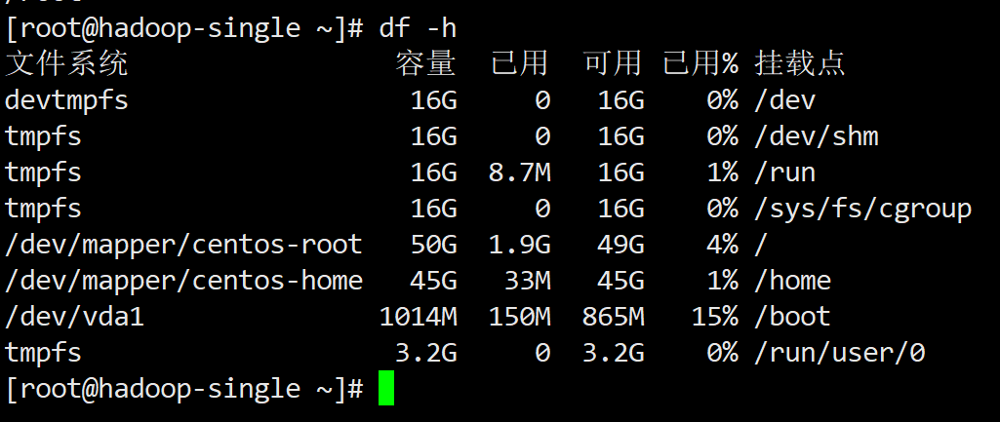 [root@hadoop-single ~]# df -h
文件系统 容量 已用 可用 已用% 挂载点
devtmpfs 16G 0 16G 0% /dev
tmpfs 16G 0 16G 0% /dev/shm
tmpfs 16G 8.7M 16G 1% /run
tmpfs 16G 0 16G 0% /sys/fs/cgroup
/dev/mapper/centos-root 50G 1.9G 49G 4% /
/dev/mapper/centos-home 45G 33M 45G 1% /home
/dev/vda1 1014M 150M 865M 15% /boot
tmpfs 3.2G 0 3.2G 0% /run/user/0
[root@hadoop-single ~]#